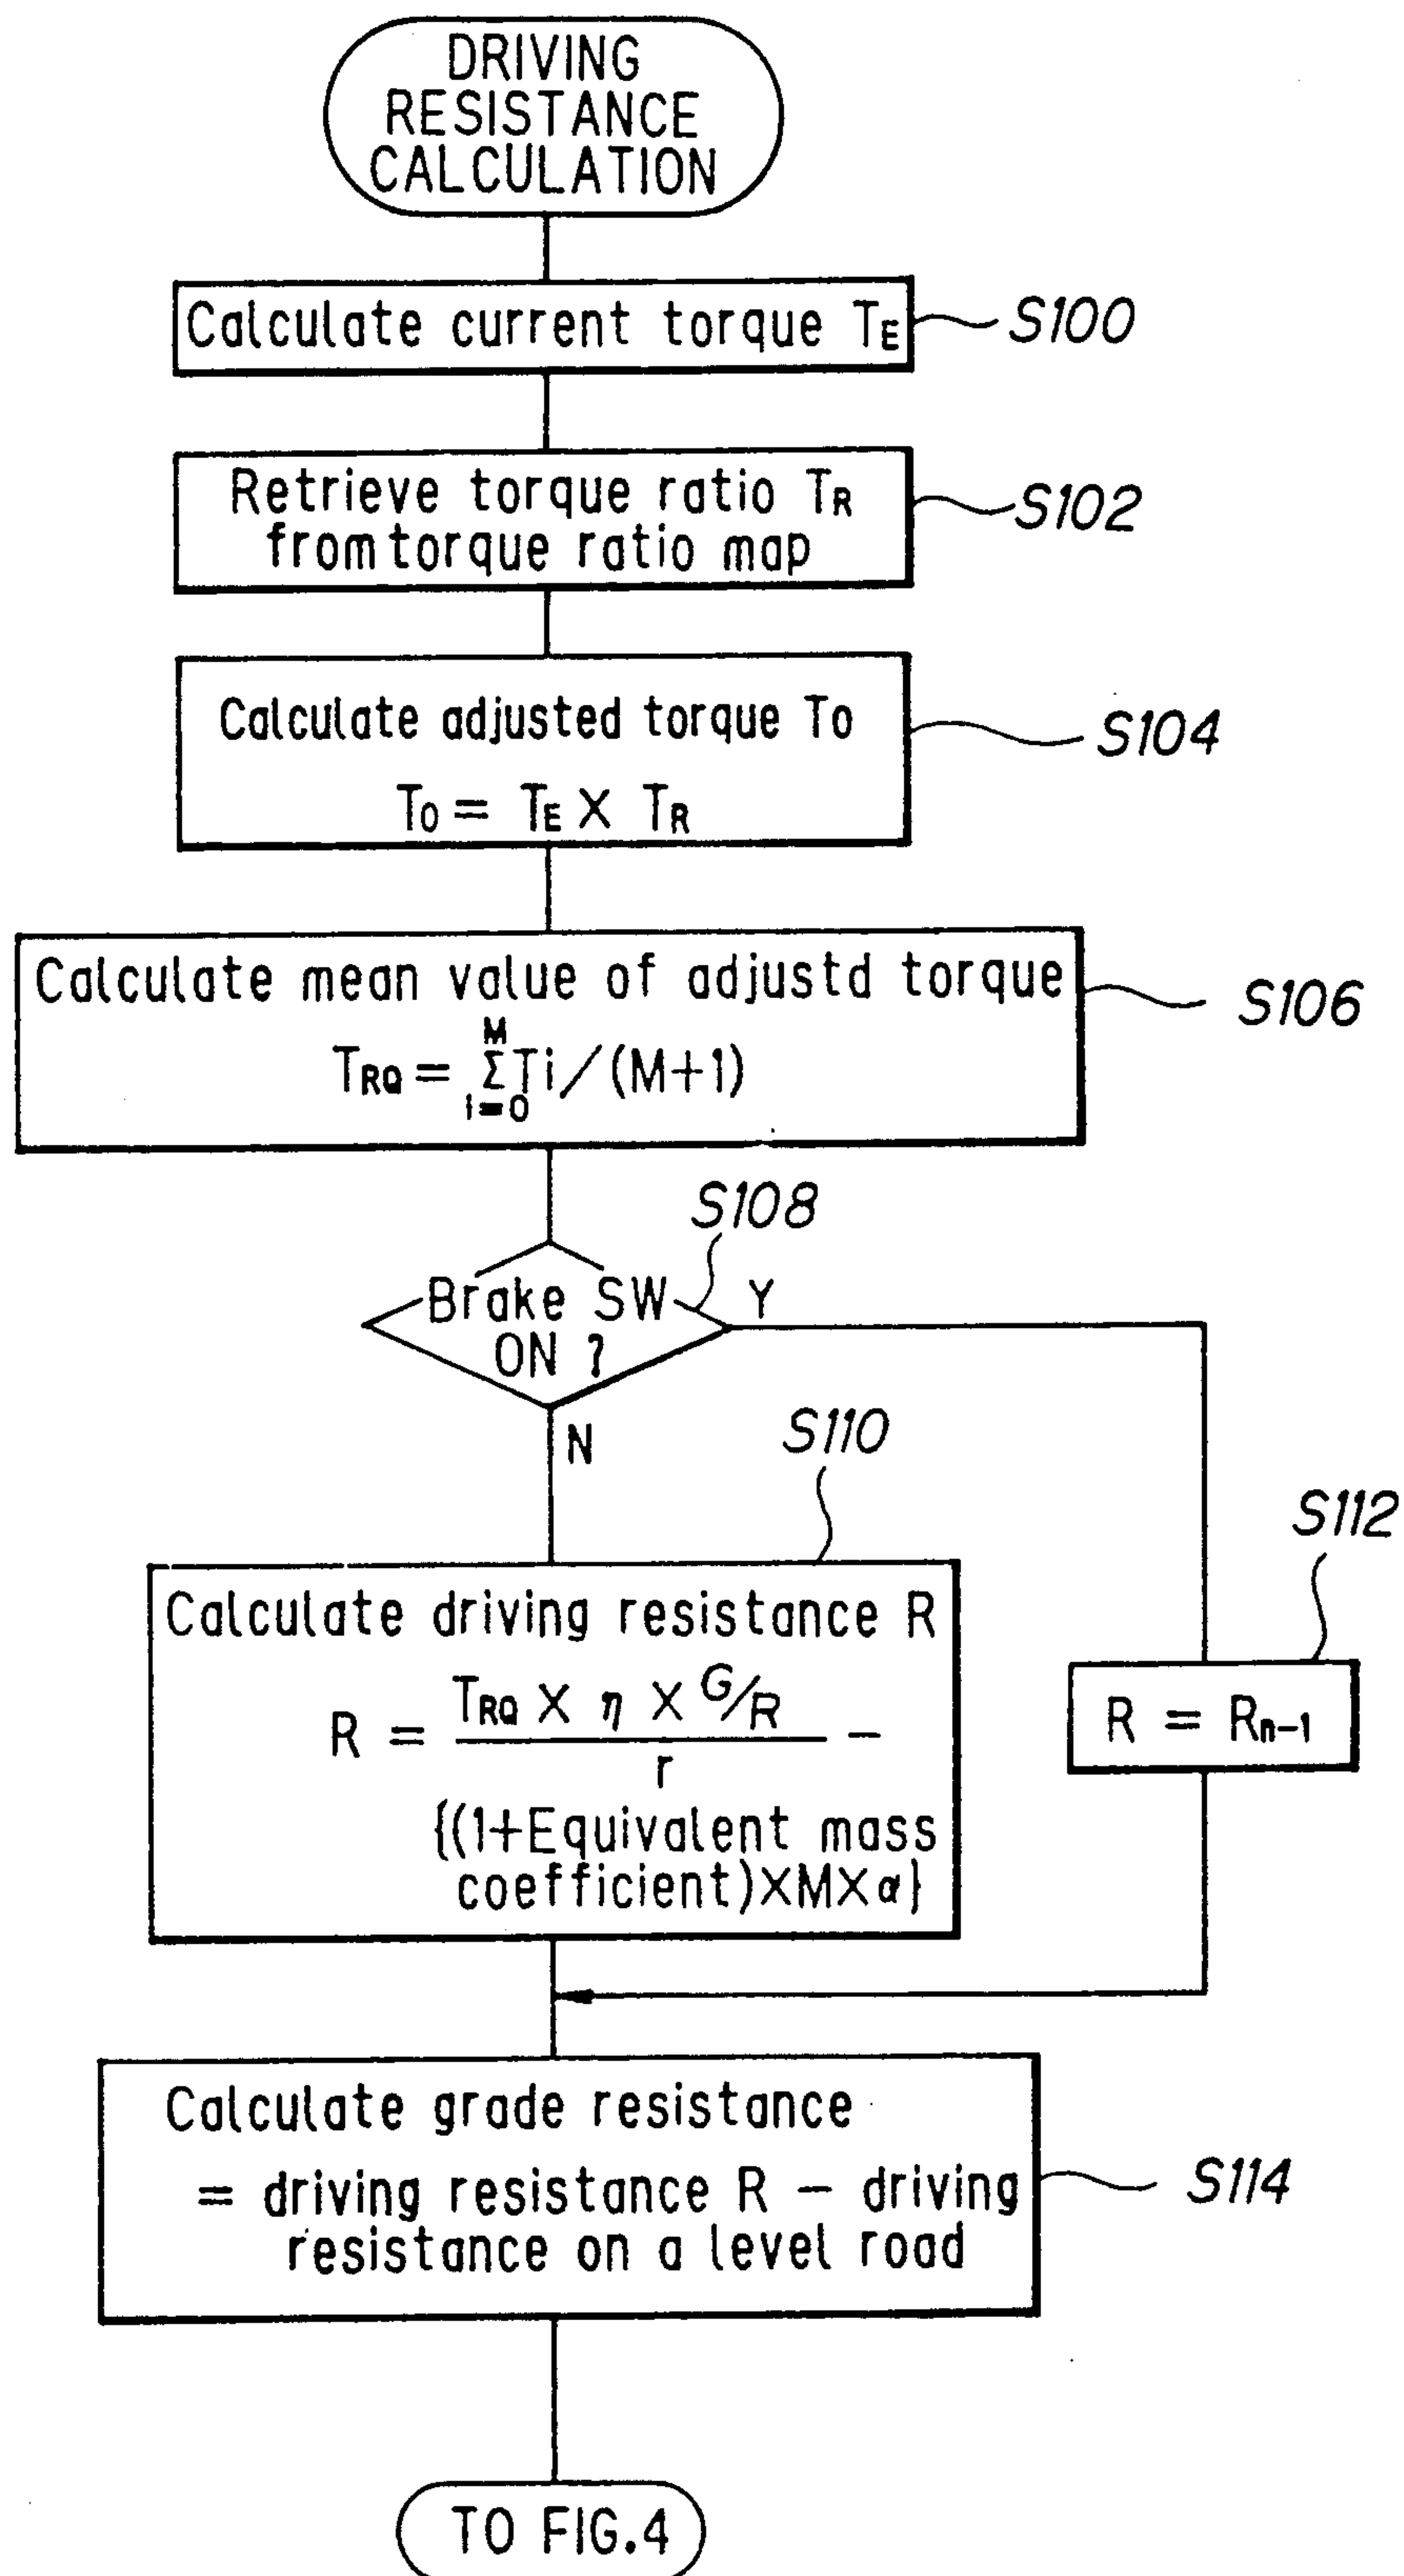 DRIVING
RESISTANCE
CALCULATION
Calculate current torque TE
S100
Retrieve torque ratio TR
fromtorque ratio map
S102
Calculate adjusted torque To
TO = TE X TR
S104
Calculate mean value of adjustd torque
TRQ = M Σ i=0 Ti/(M+1)
S106
S108
Brake SW
ON ?
Y
N
S110
Calculate driving resistance R
R = TRQ X η X G/R / r −
{(1+Equivalent mass
coefficient)XMXα}
S112
R = Rn-1
Calculate grade resistance
= driving resistance R − driving
resistance on a level road
S114
TO FIG.4